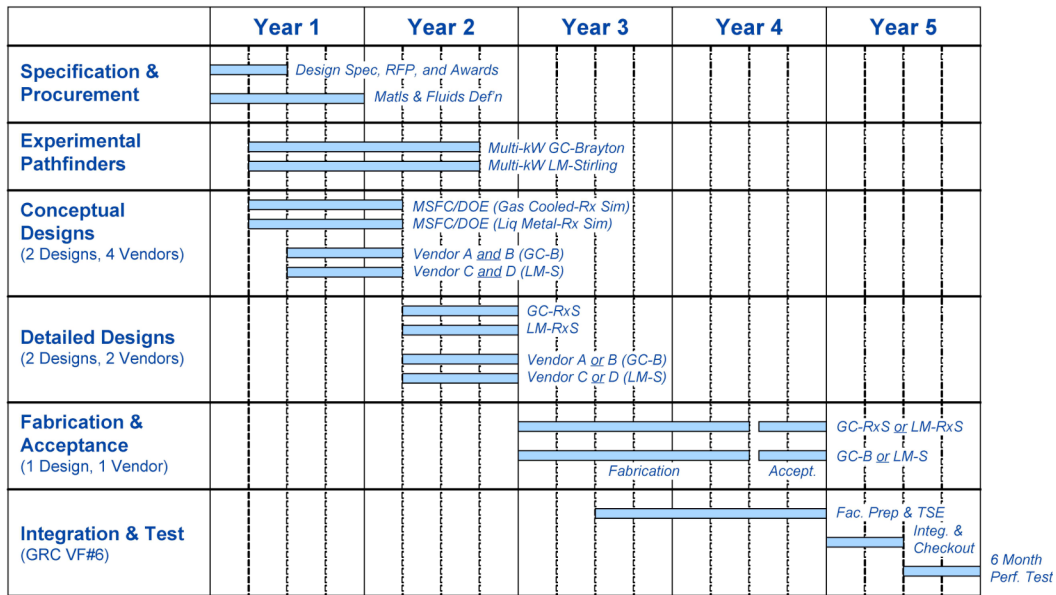 Year 1
Year 2
Year 3
Year 4
Year 5
Specification &
Procurement
Design Spec, RFP, and Awards
Matls & Fluids Def'n
Experimental
Pathfinders
Multi-kW GC-Brayton
Multi-kW LM-Stirling
Conceptual
Designs
(2 Designs, 4 Vendors)
MSFC/DOE (Gas Cooled-Rx Sim)
MSFC/DOE (Liq Metal-Rx Sim)
Vendor A and B (GC-B)
Vendor C and D (LM-S)
Detailed Designs
(2 Designs, 2 Vendors)
GC-RxS
LM-RxS
Vendor A or B (GC-B)
Vendor C or D (LM-S)
Fabrication &
Acceptance
(1 Design, 1 Vendor)
GC-RxS or LM-RxS
GC-B or LM-S
Fabrication
Accept.
Integration & Test
(GRC VF#6)
Fac. Prep & TSE
Integ. &
Checkout
6 Month
Perf. Test